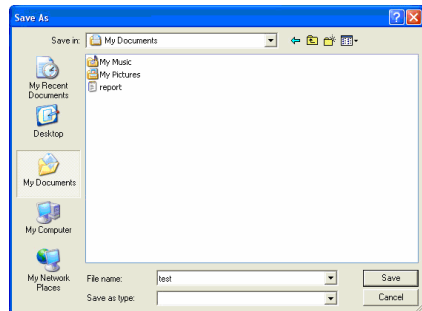 Save As
Save in: My Documents
My Music
My Pictures
report
My Recent
Documents
Desktop
My Documents
My Computer
My Network
Places
File name: test Save
Save as type: Cancel